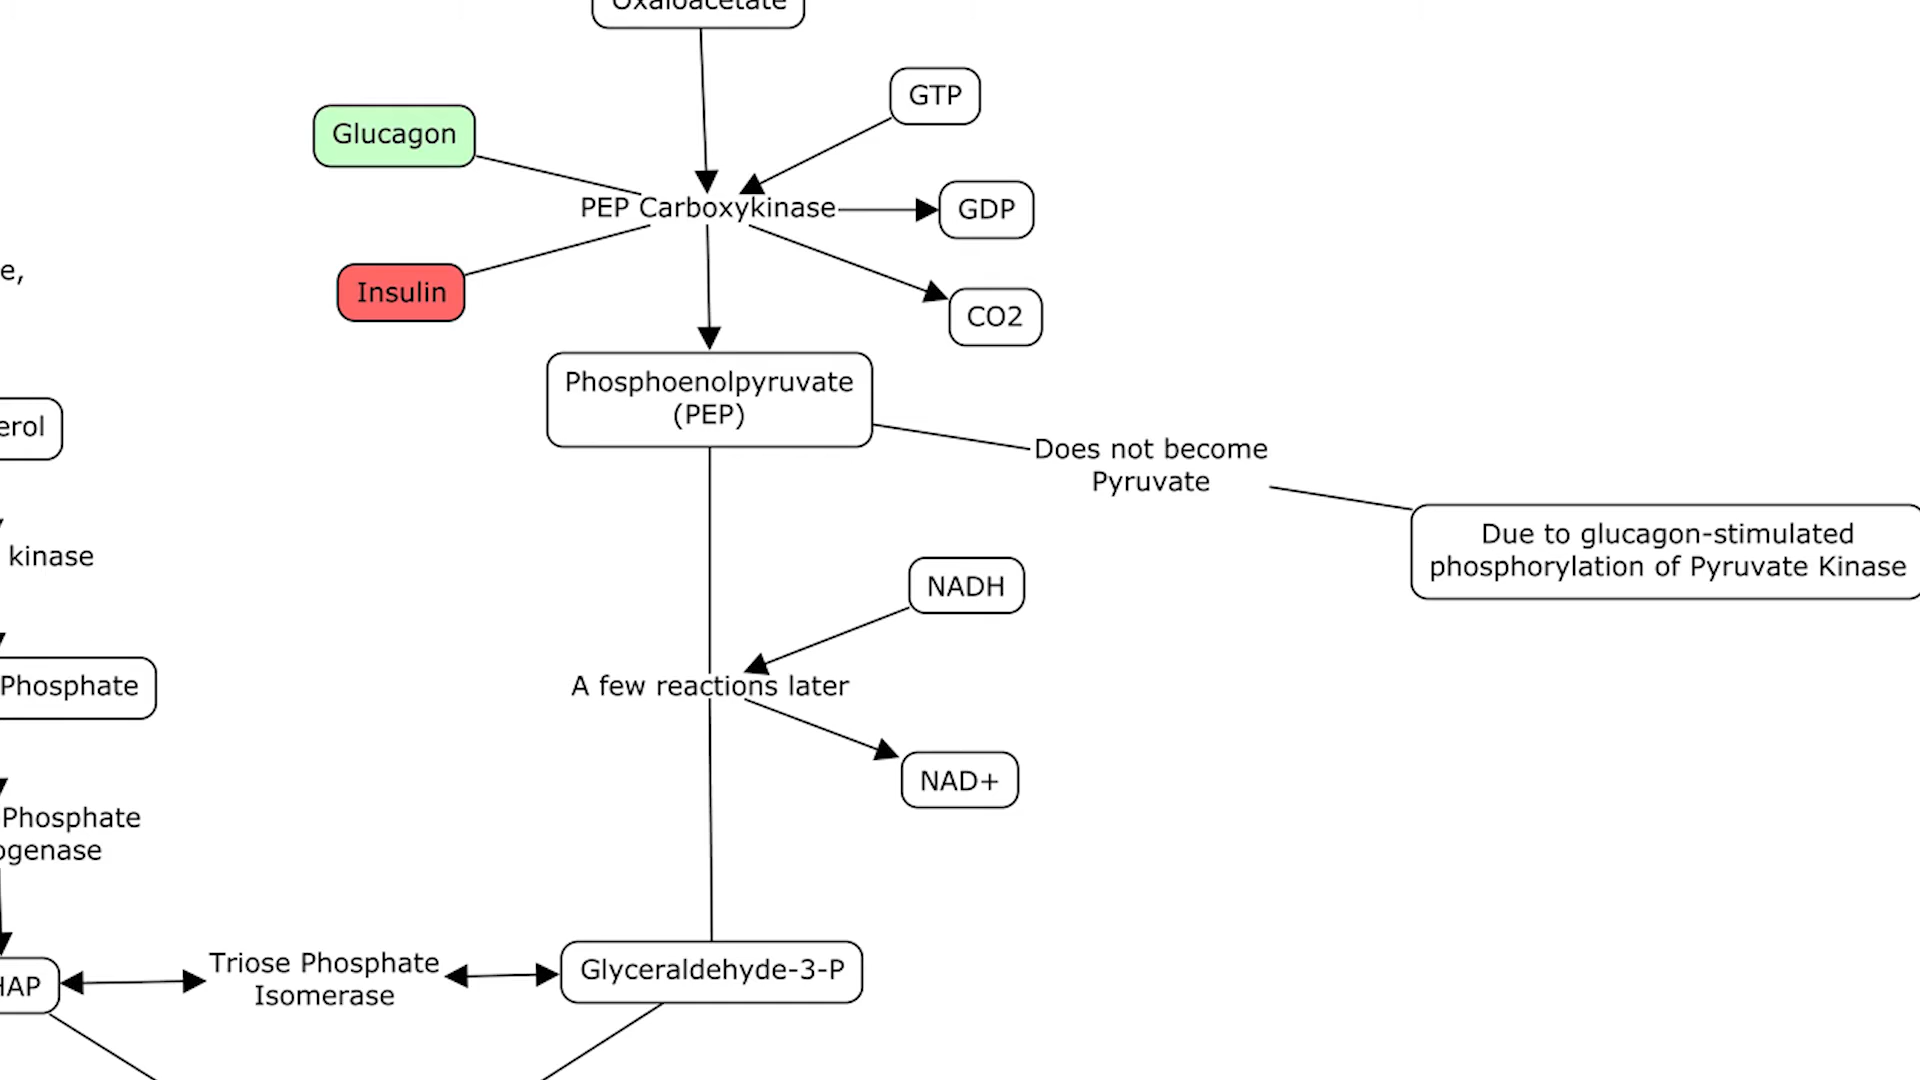 Oxaloacetate
GTP
Glucagon
PEP Carboxykinase
GDP
e,
Insulin
CO2
Phosphoenolpyruvate
(PEP)
erol
Does not become
Pyruvate
Due to glucagon-stimulated
phosphorylation of Pyruvate Kinase
kinase
NADH
Phosphate
A few reactions later
NAD+
Phosphate
ogenase
Triose Phosphate
Isomerase
Glyceraldehyde-3-P
HAP